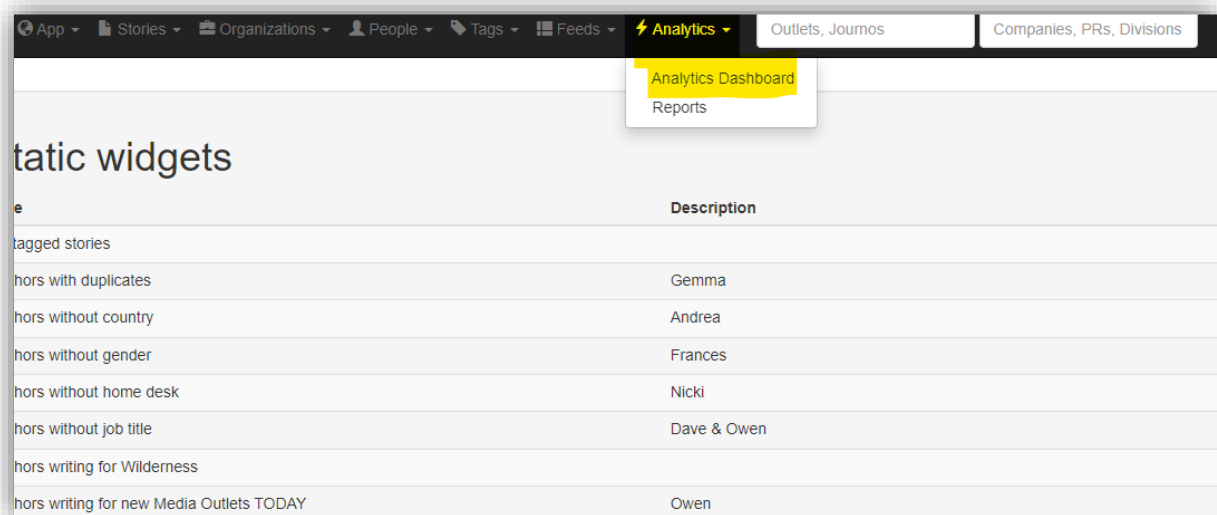 App Stories Organizations People Tags Feeds Analytics Outlets, Journos Companies, PRs, Divisions
Analytics Dashboard
Reports
tatic widgets
e Description
tagged stories
hors with duplicates Gemma
hors without country Andrea
hors without gender Frances
hors without home desk Nicki
hors without job title Dave & Owen
hors writing for Wilderness
hors writing for new Media Outlets TODAY Owen